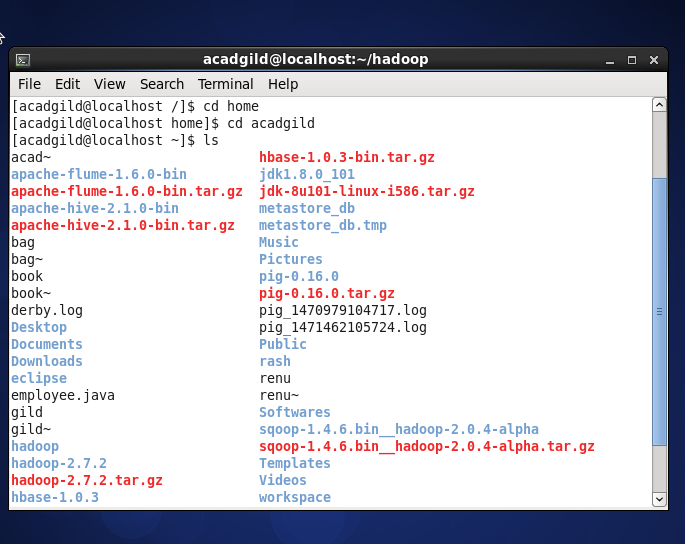 acadgild@localhost:~/hadoop
File Edit View Search Terminal Help
[acadgild@localhost /]$ cd home
[acadgild@localhost home]$ cd acadgild
[acadgild@localhost ~]$ ls
acad~ hbase-1.0.3-bin.tar.gz
apache-flume-1.6.0-bin jdk1.8.0_101
apache-flume-1.6.0-bin.tar.gz jdk-8u101-linux-i586.tar.gz
apache-hive-2.1.0-bin metastore_db
apache-hive-2.1.0-bin.tar.gz metastore_db.tmp
bag Music
bag~ Pictures
book pig-0.16.0
book~ pig-0.16.0.tar.gz
derby.log pig_1470979104717.log
Desktop pig_1471462105724.log
Documents Public
Downloads rash
eclipse renu
employee.java renu~
gild Softwares
gild~ sqoop-1.4.6.bin__hadoop-2.0.4-alpha
hadoop sqoop-1.4.6.bin__hadoop-2.0.4-alpha.tar.gz
hadoop-2.7.2 Templates
hadoop-2.7.2.tar.gz Videos
hbase-1.0.3 workspace